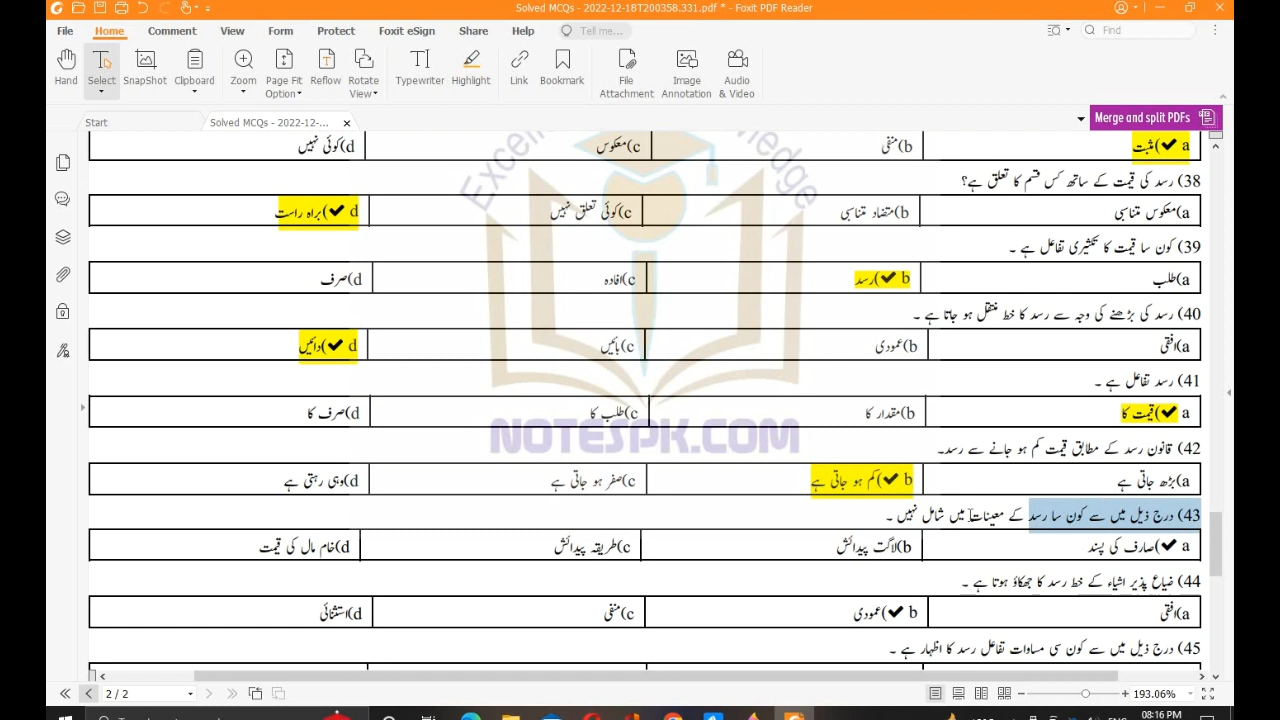 Solved MCQs - 2022-12-18T200358.331.pdf * - Foxit PDF Reader
File Home Comment View Form Protect Foxit eSign Share Help Tell me... Find
Hand Select SnapShot Clipboard Zoom Page Fit Option Reflow Rotate View Typewriter Highlight Link Bookmark File Attachment Image Annotation Audio & Video
Start Solved MCQs - 2022-12-... Merge and split PDFs
a ✔)مثبت b)منفی c)معکوس d)کوئی نہیں
38) رسد کی قیمت کے ساتھ کس قسم کا تعلق ہے؟
a)معکوس متناسبی b)متضاد متناسبی c)کوئی تعلق نہیں d ✔)براہ راست
39) کون سا قیمت کا تکثیری تفاعل ہے ۔
a)طلب b ✔)رسد c)افادہ d)صرف
40) رسد کی بڑھنے کی وجہ سے رسد کا خط منتقل ہو جاتا ہے ۔
a)افقی b)عمودی c)بائیں d ✔)دائیں
41) رسد تفاعل ہے ۔
a ✔)قیمت کا b)مقدار کا c)طلب کا d)صرف کا
42) قانون رسد کے مطابق قیمت کم ہو جانے سے رسد۔
a)بڑھ جاتی ہے b ✔)کم ہو جاتی ہے c)صفر ہو جاتی ہے d)وہی رہتی ہے
43) درج ذیل میں سے کون سا رسد کے معینات میں شامل نہیں ۔
a ✔)صارف کی پسند b)لاگت پیدائش c)طریقہ پیدائش d)خام مال کی قیمت
44) ضیاع پذیر اشیاء کے خط رسد کا جھکاؤ ہوتا ہے ۔
a)افقی b ✔)عمودی c)منفی d)استثنائی
45) درج ذیل میں سے کون سی مساوات تفاعل رسد کا اظہار ہے ۔
NOTESPK.COM
2 / 2 193.06%
08:16 PM